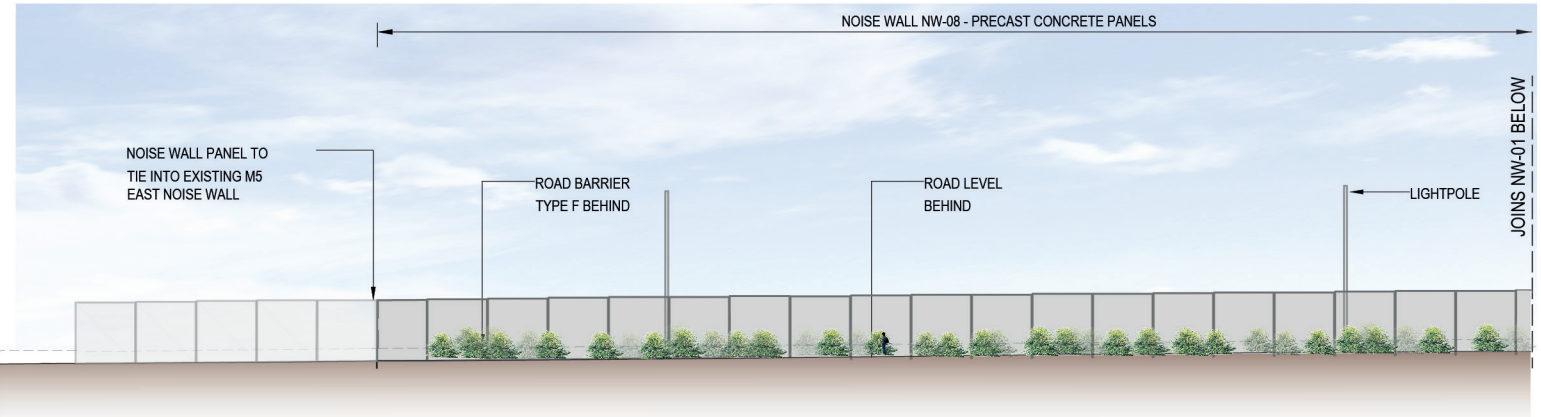 NOISE WALL NW-08 - PRECAST CONCRETE PANELS
NOISE WALL PANEL TO
TIE INTO EXISTING M5
EAST NOISE WALL
ROAD BARRIER
TYPE F BEHIND
ROAD LEVEL
BEHIND
LIGHTPOLE
JOINS NW-01 BELOW